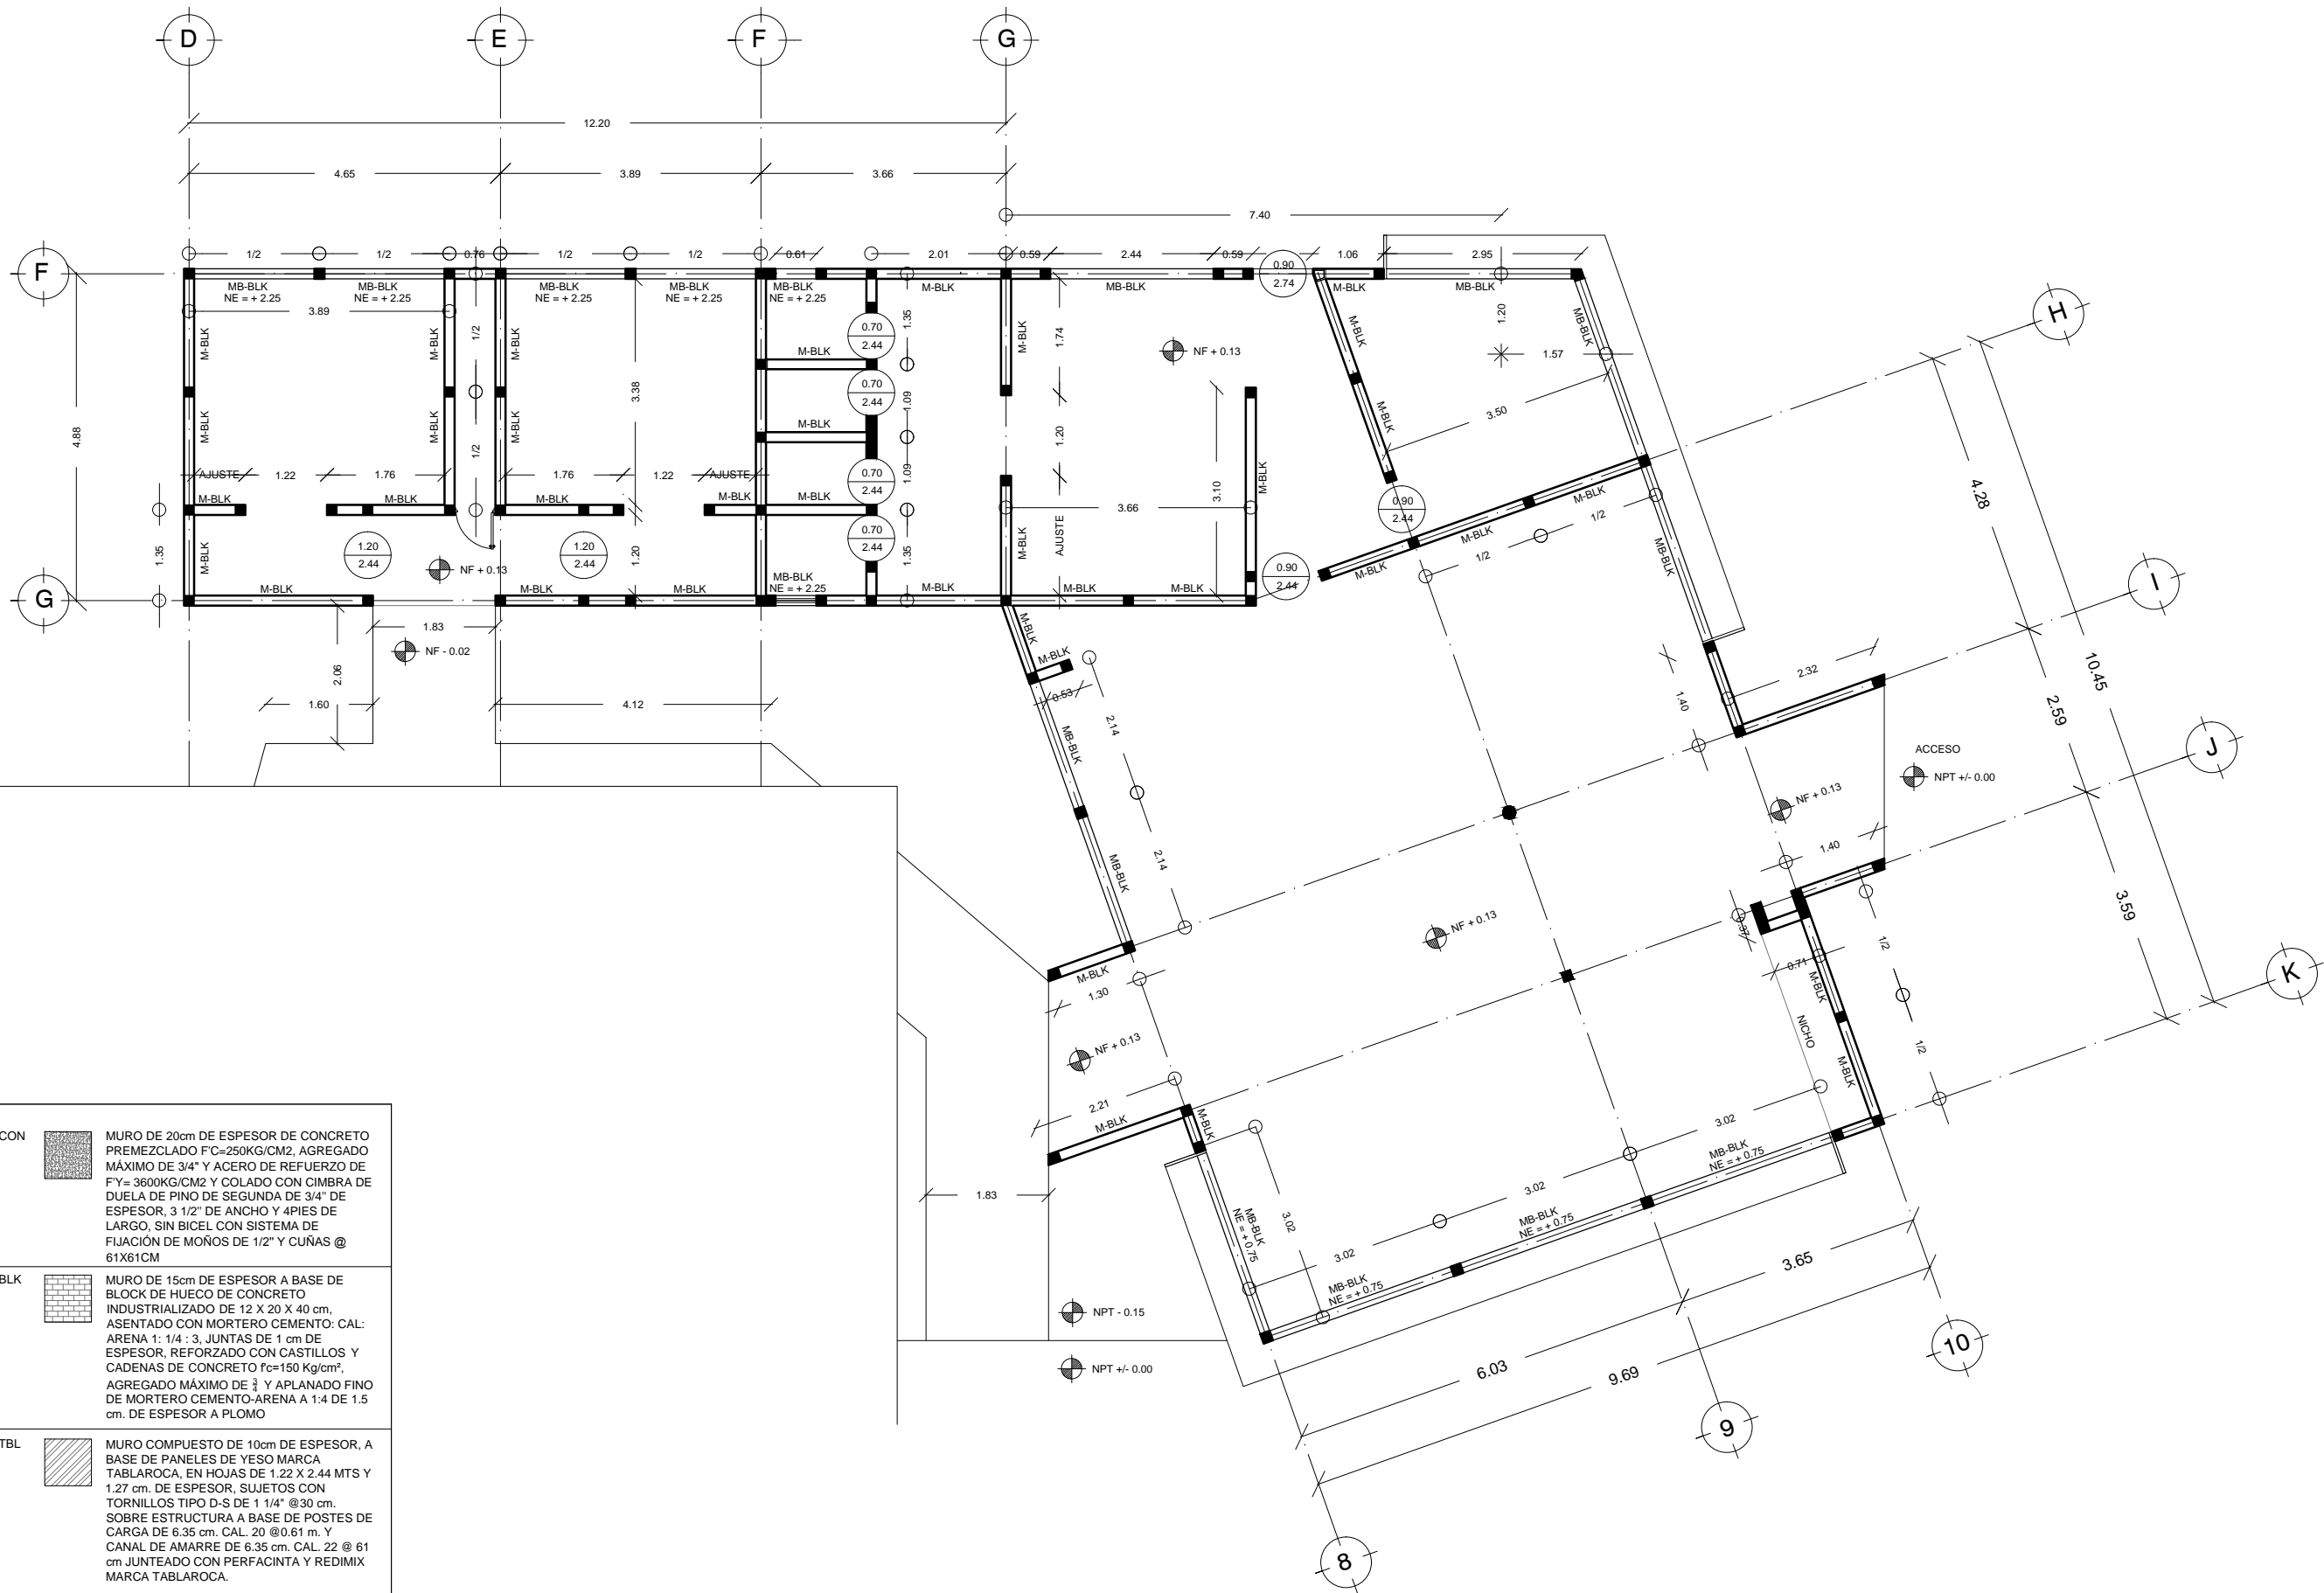 D E F G
12.20
4.65 3.89 3.66
7.40
F 1/2 1/2 0.76 1/2 1/2 0.61 2.01 0.59 2.44 0.59 0.90 1.06 2.95
2.74
MB-BLK MB-BLK MB-BLK MB-BLK MB-BLK M-BLK MB-BLK M-BLK MB-BLK
NE = + 2.25 NE = + 2.25 NE = + 2.25 NE = + 2.25 NE = + 2.25
3.89
M-BLK M-BLK 1/2 M-BLK 3.38 M-BLK 1.74 M-BLK MB-BLK 1.20
0.70 1.35
2.44
M-BLK
NF + 0.13
1.57
H
0.70 1.09
2.44
3.50
4.88
M-BLK M-BLK 1/2 M-BLK
M-BLK
M-BLK
1.20
0.70 1.09
2.44
3.10 M-BLK
AJUSTE 1.22 1.76 1.76 1.22 AJUSTE
M-BLK M-BLK M-BLK M-BLK M-BLK
3.66
0.90
2.44
M-BLK M-BLK M-BLK
1/2 1/2
4.28
1.35 M-BLK
1.20
2.44
NF + 0.13
1.20
2.44
1.20
0.70 1.35
2.44
M-BLK AJUSTE
MB-BLK
0.90
2.44
I
G
M-BLK M-BLK M-BLK
MB-BLK
NE = + 2.25
M-BLK M-BLK M-BLK
1.83
NF - 0.02
2.06
1.60 4.12
M-BLK
M-BLK
0.53
2.14
MB-BLK
1.40
2.32
10.45
2.59
J
ACCESO
NPT +/- 0.00
NF + 0.13
2.14
MB-BLK
1.40
3.59
NF + 0.13
0.37
0.71
1/2
M-BLK
1.30
K
M-BLK
NICHO
M-BLK
1/2
NF + 0.13
2.21
M-BLK
M-BLK
3.02
MB-BLK
NE = + 0.75
3.02
MB-BLK
NE = + 0.75
1.83
MB-BLK
NE = + 0.75
3.02
3.02
MB-BLK
NE = + 0.75
NPT - 0.15
NPT +/- 0.00
3.65
6.03
9.69
10
9
8
CON
MURO DE 20cm DE ESPESOR DE CONCRETO
PREMEZCLADO F'C=250KG/CM2, AGREGADO
MÁXIMO DE 3/4" Y ACERO DE REFUERZO DE
F'Y= 3600KG/CM2 Y COLADO CON CIMBRA DE
DUELA DE PINO DE SEGUNDA DE 3/4" DE
ESPESOR, 3 1/2" DE ANCHO Y 4PIES DE
LARGO, SIN BICEL CON SISTEMA DE
FIJACIÓN DE MOÑOS DE 1/2" Y CUÑAS @
61X61CM
BLK
MURO DE 15cm DE ESPESOR A BASE DE
BLOCK DE HUECO DE CONCRETO
INDUSTRIALIZADO DE 12 X 20 X 40 cm,
ASENTADO CON MORTERO CEMENTO: CAL:
ARENA 1: 1/4 : 3, JUNTAS DE 1 cm DE
ESPESOR, REFORZADO CON CASTILLOS Y
CADENAS DE CONCRETO f'c=150 Kg/cm²,
AGREGADO MÁXIMO DE 3/4 Y APLANADO FINO
DE MORTERO CEMENTO-ARENA A 1:4 DE 1.5
cm. DE ESPESOR A PLOMO
TBL
MURO COMPUESTO DE 10cm DE ESPESOR, A
BASE DE PANELES DE YESO MARCA
TABLAROCA, EN HOJAS DE 1.22 X 2.44 MTS Y
1.27 cm. DE ESPESOR, SUJETOS CON
TORNILLOS TIPO D-S DE 1 1/4" @30 cm.
SOBRE ESTRUCTURA A BASE DE POSTES DE
CARGA DE 6.35 cm. CAL. 20 @0.61 m. Y
CANAL DE AMARRE DE 6.35 cm. CAL. 22 @ 61
cm JUNTEADO CON PERFACINTA Y REDIMIX
MARCA TABLAROCA.